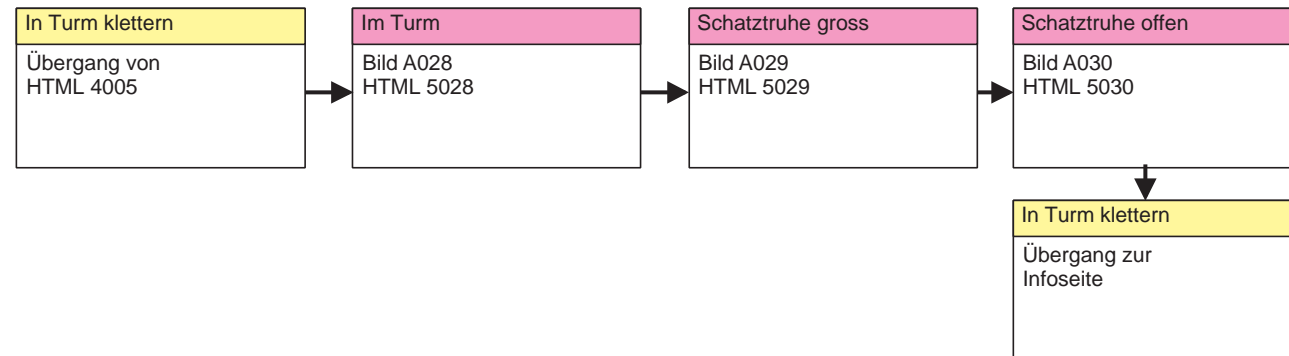 In Turm klettern
Übergang von
HTML 4005
Im Turm
Bild A028
HTML 5028
Schatztruhe gross
Bild A029
HTML 5029
Schatztruhe offen
Bild A030
HTML 5030
In Turm klettern
Übergang zur
Infoseite